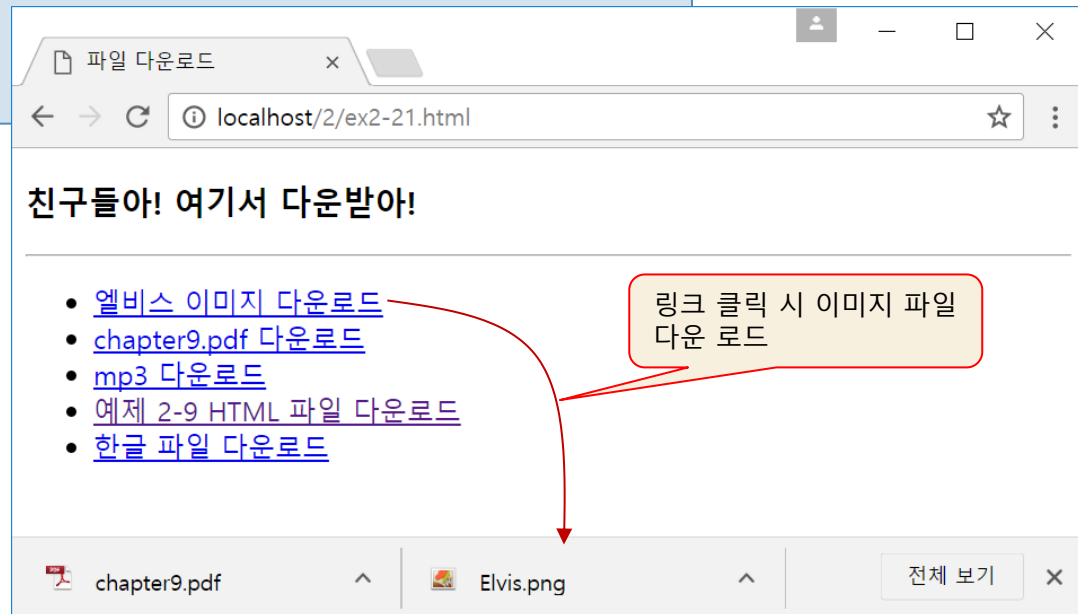 파일 다운로드
localhost/2/ex2-21.html
친구들아! 여기서 다운받아!
엘비스 이미지 다운로드
chapter9.pdf 다운로드
mp3 다운로드
예제 2-9 HTML 파일 다운로드
한글 파일 다운로드
링크 클릭 시 이미지 파일
다운 로드
PDF
chapter9.pdf
Elvis.png
전체 보기